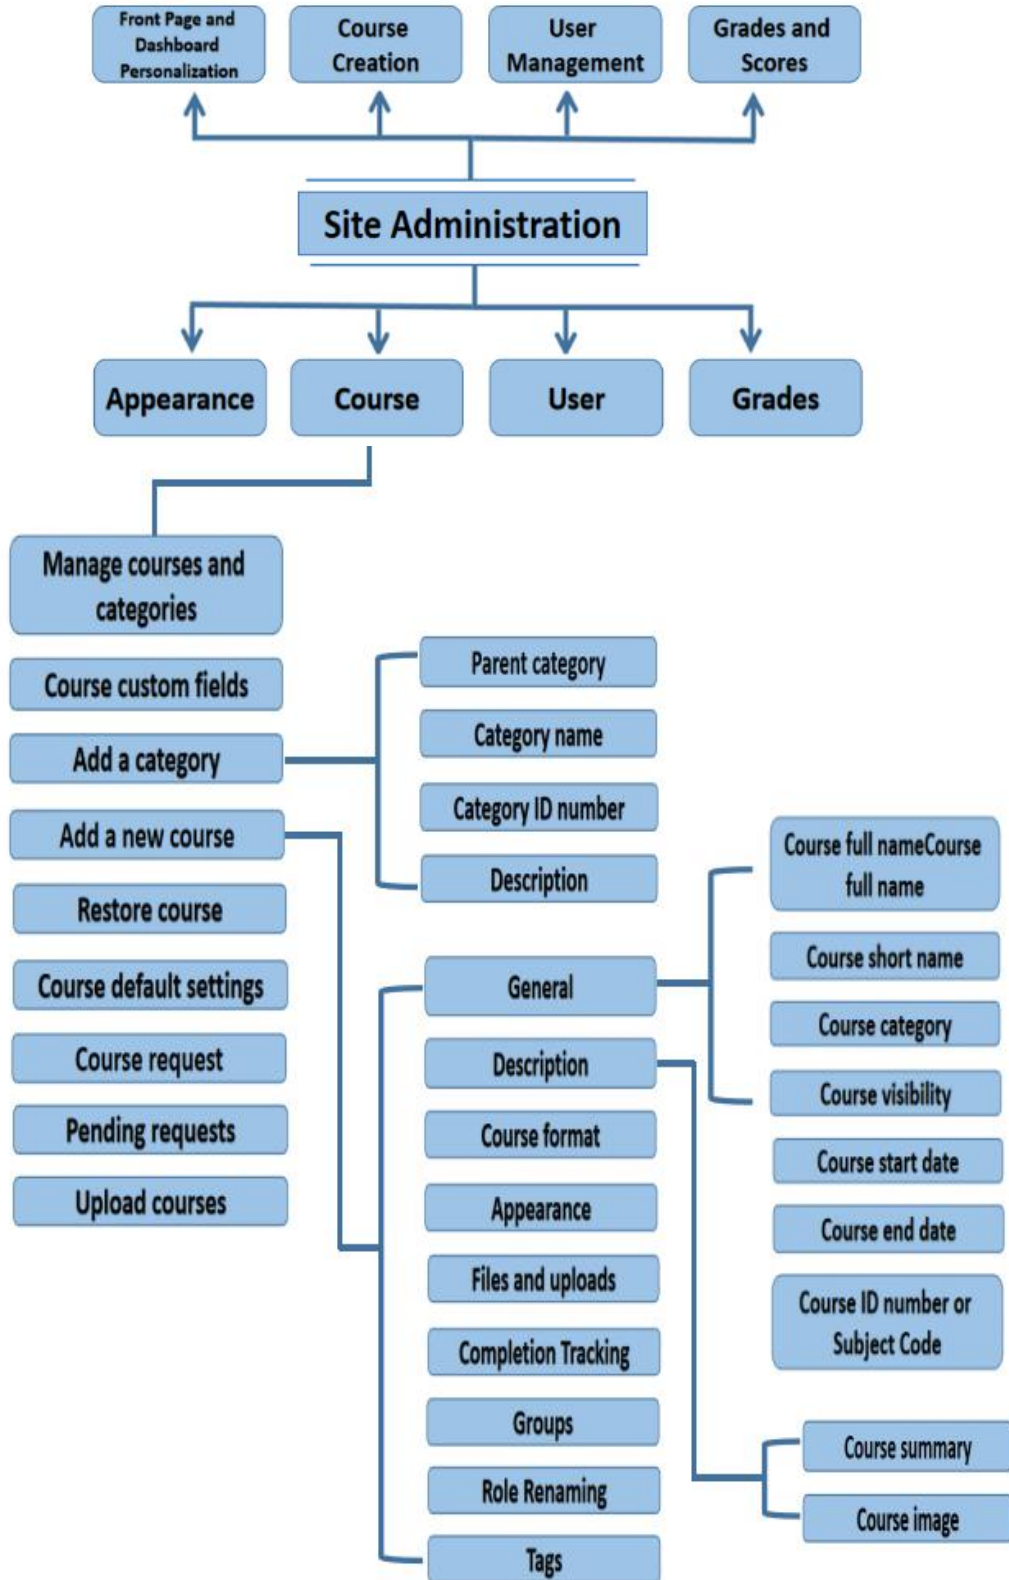 Front Page and
Dashboard
Personalization
Course
Creation
User
Management
Grades and
Scores
Site Administration
Appearance
Course
User
Grades
Manage courses and
categories
Course custom fields
Add a category
Add a new course
Restore course
Course default settings
Course request
Pending requests
Upload courses
Parent category
Category name
Category ID number
Description
General
Description
Course format
Appearance
Files and uploads
Completion Tracking
Groups
Role Renaming
Tags
Course full nameCourse
full name
Course short name
Course category
Course visibility
Course start date
Course end date
Course ID number or
Subject Code
Course summary
Course image